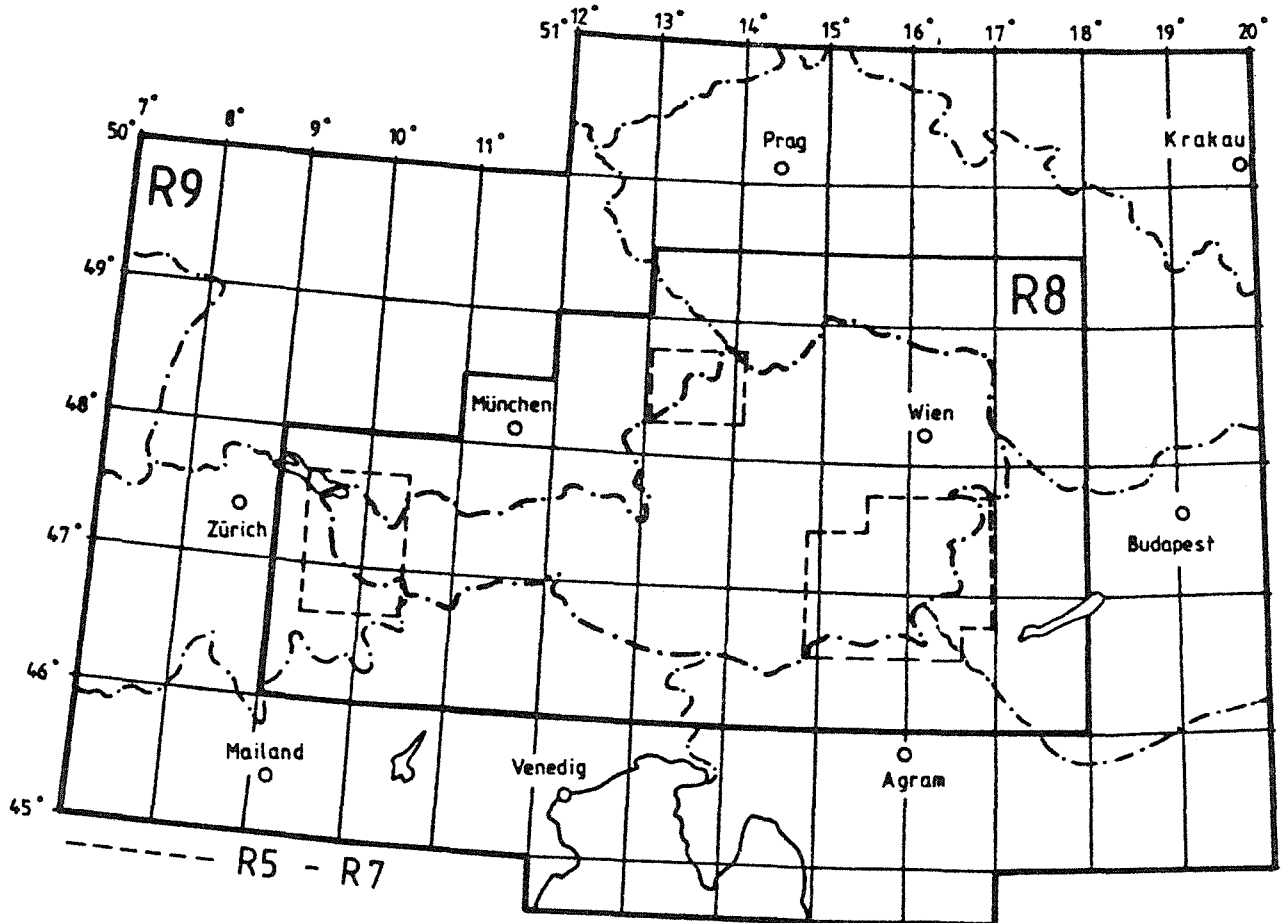 51° 12° 13° 14° 15° 16° 17° 18° 19° 20°
50° 7° 8° 9° 10° 11°
Prag
Krakau
R9
49°
R8
48°
München
Wien
Zürich
47°
Budapest
46°
Mailand
Venedig
Agram
45°
R5 - R7